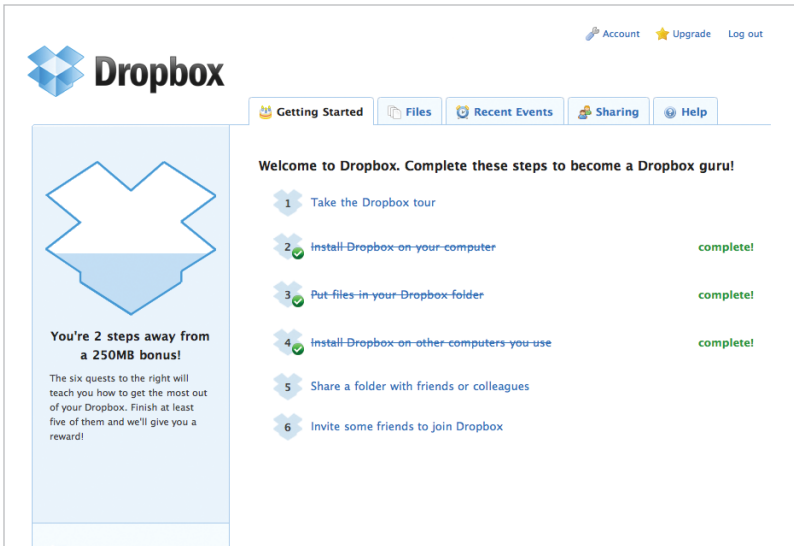 Account Upgrade Log out
Dropbox
Getting Started Files Recent Events Sharing Help
Welcome to Dropbox. Complete these steps to become a Dropbox guru!
1 Take the Dropbox tour
2 Install Dropbox on your computer complete!
3 Put files in your Dropbox folder complete!
4 Install Dropbox on other computers you use complete!
5 Share a folder with friends or colleagues
6 Invite some friends to join Dropbox
You're 2 steps away from
a 250MB bonus!
The six quests to the right will
teach you how to get the most out
of your Dropbox. Finish at least
five of them and we'll give you a
reward!